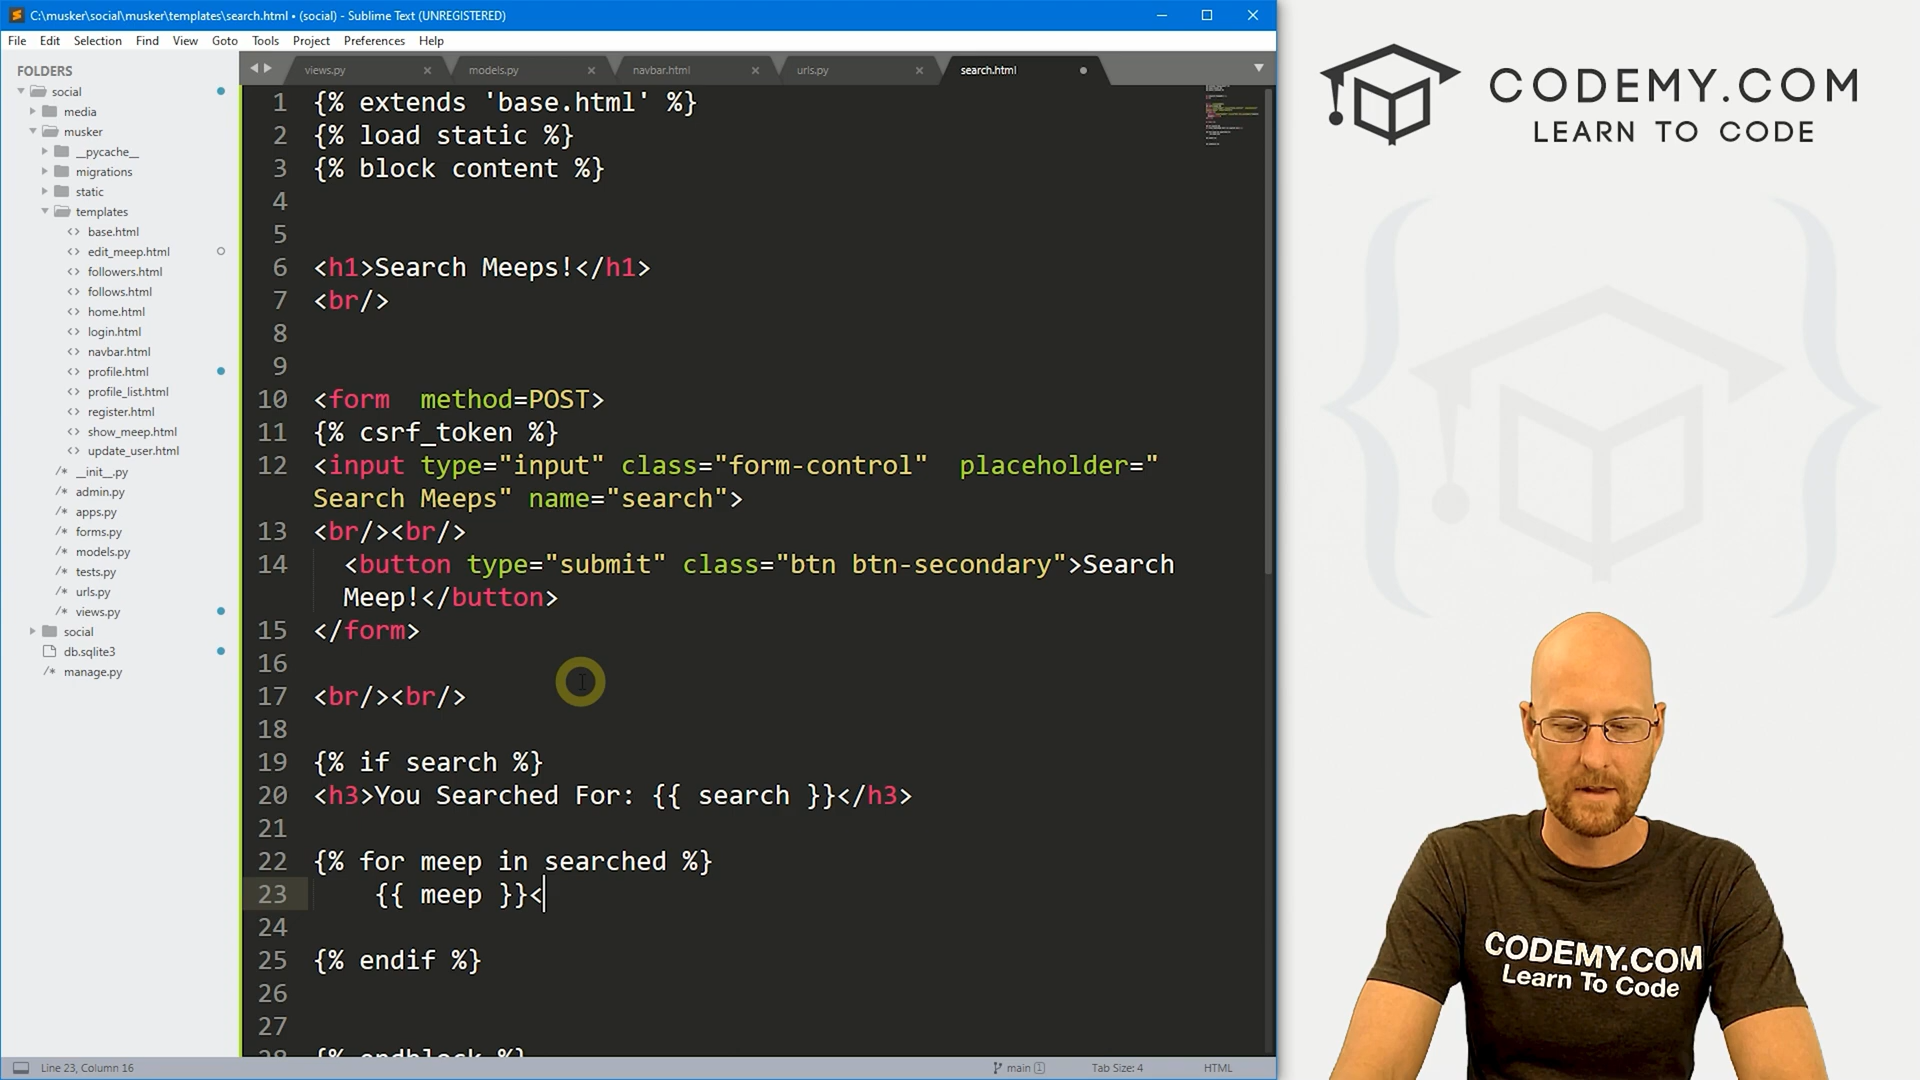 C:\musker\social\musker\templates\search.html • (social) - Sublime Text (UNREGISTERED)
File Edit Selection Find View Goto Tools Project Preferences Help
FOLDERS
social
media
musker
__pycache__
migrations
static
templates
base.html
edit_meep.html
followers.html
follows.html
home.html
login.html
navbar.html
profile.html
profile_list.html
register.html
show_meep.html
update_user.html
__init__.py
admin.py
apps.py
forms.py
models.py
tests.py
urls.py
views.py
social
db.sqlite3
manage.py
views.py models.py navbar.html urls.py search.html
1 {% extends 'base.html' %}
2 {% load static %}
3 {% block content %}
4
5
6 <h1>Search Meeps!</h1>
7 <br/>
8
9
10 <form  method=POST>
11 {% csrf_token %}
12 <input type="input" class="form-control"  placeholder="
Search Meeps" name="search">
13 <br/><br/>
14 <button type="submit" class="btn btn-secondary">Search
Meep!</button>
15 </form>
16
17 <br/><br/>
18
19 {% if search %}
20 <h3>You Searched For: {{ search }}</h3>
21
22 {% for meep in searched %}
23 {{ meep }}<
24
25 {% endif %}
26
27
28 {% endblock %}
Line 23, Column 16
main 1
Tab Size: 4
HTML
CODEMY.COM
LEARN TO CODE
CODEMY.COM
Learn To Code